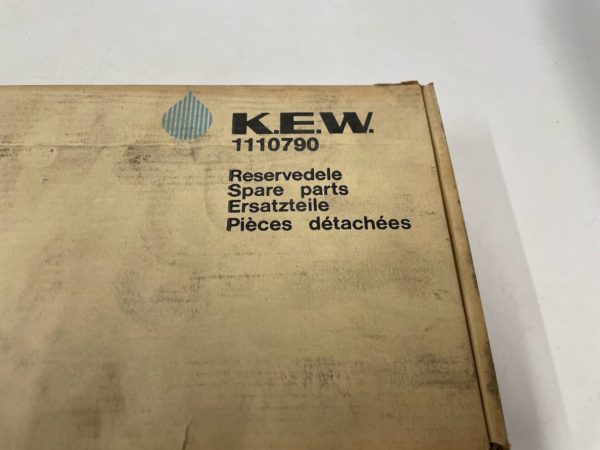 K.E.W.
1110790
Reservedele
Spare parts
Ersatzteile
Pièces détachées